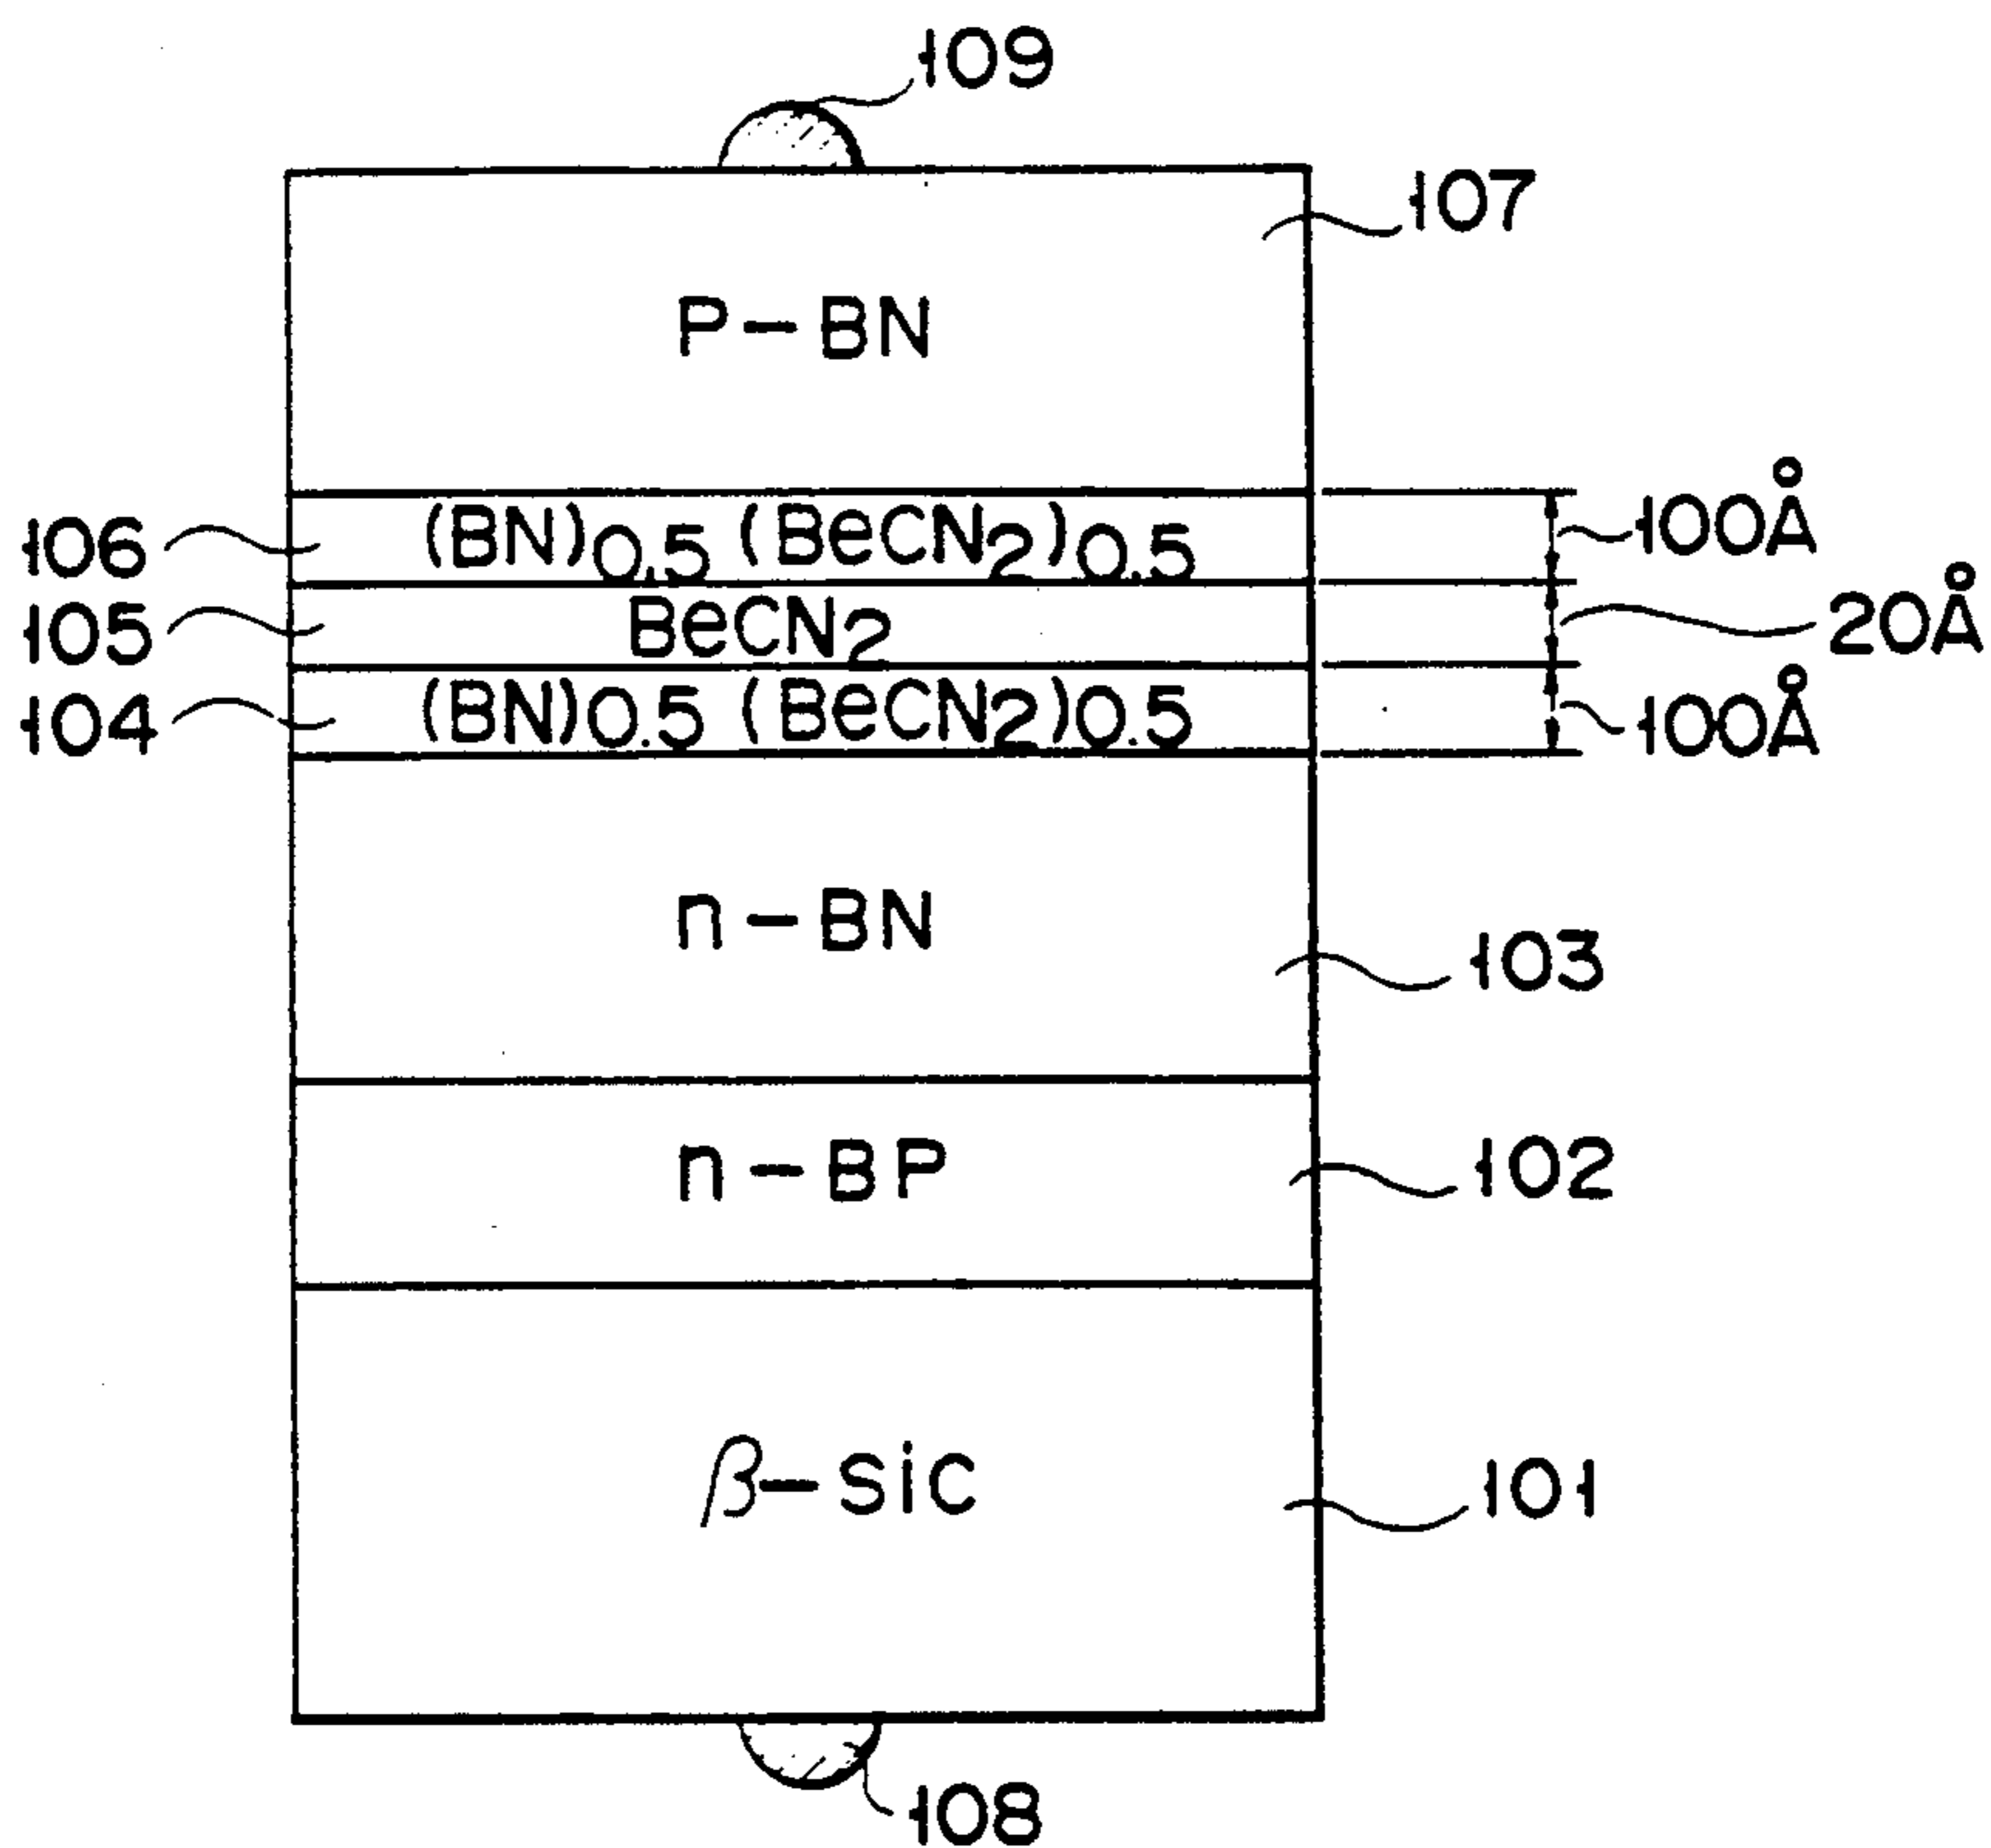 109
107
P-BN
106 (BN)0.5 (BeCN2)0.5 100Å
105 BeCN2 20Å
104 (BN)0.5 (BeCN2)0.5 100Å
n-BN
103
n-BP 102
β-SiC 101
108